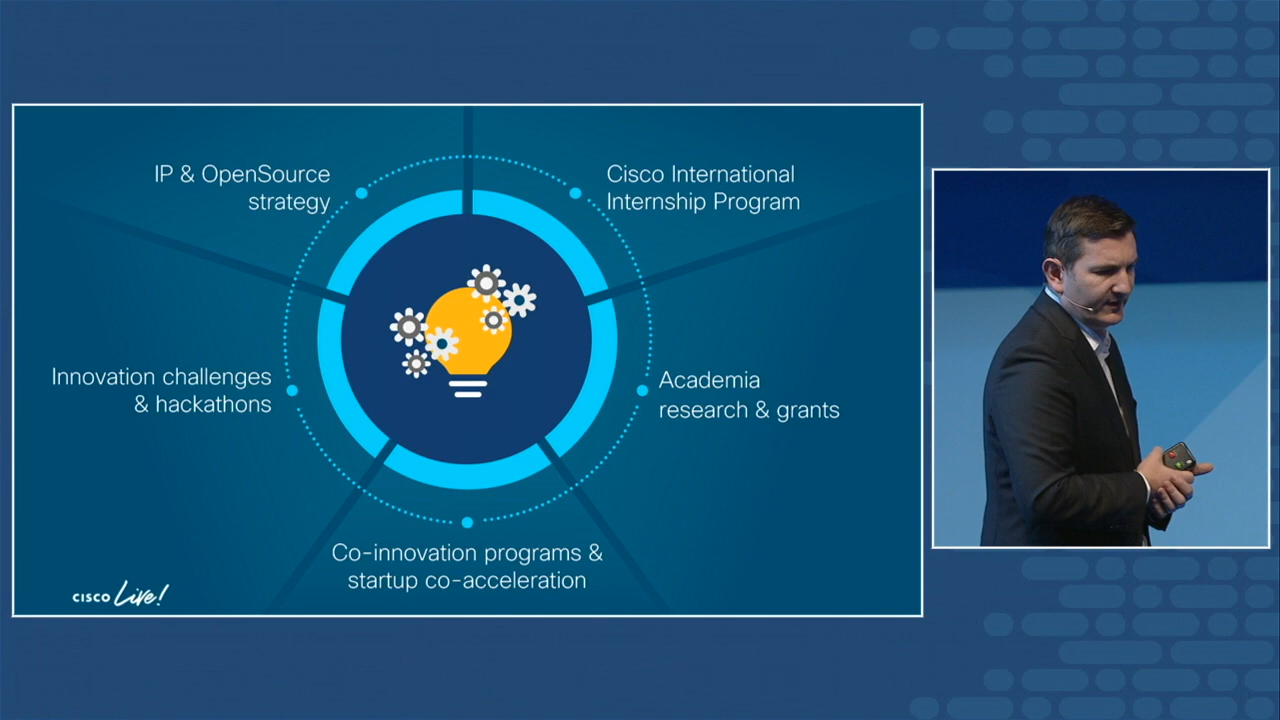 IP & OpenSource
strategy
Cisco International
Internship Program
Innovation challenges
& hackathons
Academia
research & grants
Co-innovation programs &
startup co-acceleration
CISCO Live!